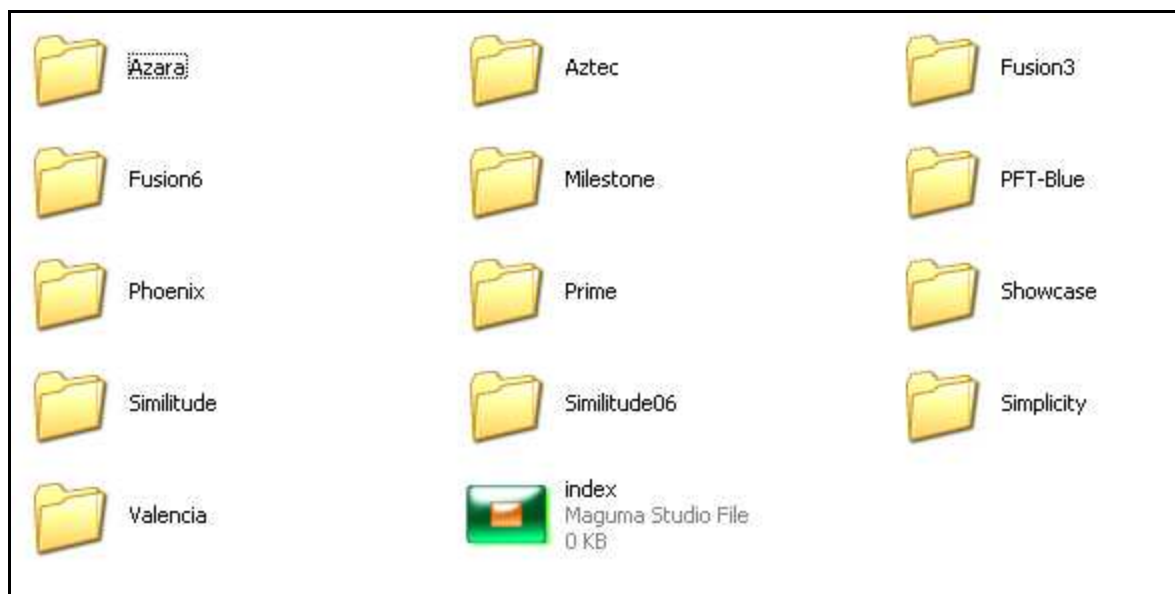 Azara
Aztec
Fusion3
Fusion6
Milestone
PFT-Blue
Phoenix
Prime
Showcase
Similitude
Similitude06
Simplicity
Valencia
index
Maguma Studio File
0 KB